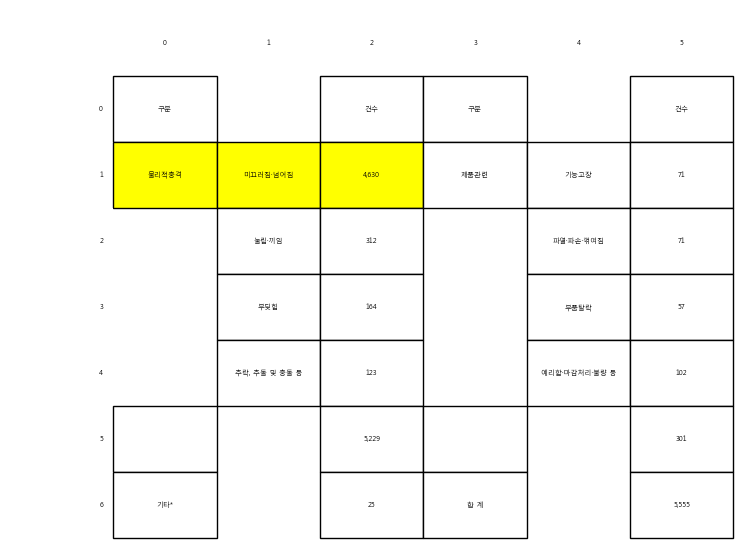 0 1 2 3 4 5
0 구분 건수 구분 건수
1 물리적충격 미끄러짐·넘어짐 4,630 제품관련 기능고장 71
2 눌림·끼임 312 파열·파손·꺾여짐 71
3 부딪힘 164 부품탈락 57
4 추락, 추돌 및 충돌 등 123 예리함·마감처리·불량 등 102
5 5,229 301
6 기타* 25 합 계 5,555